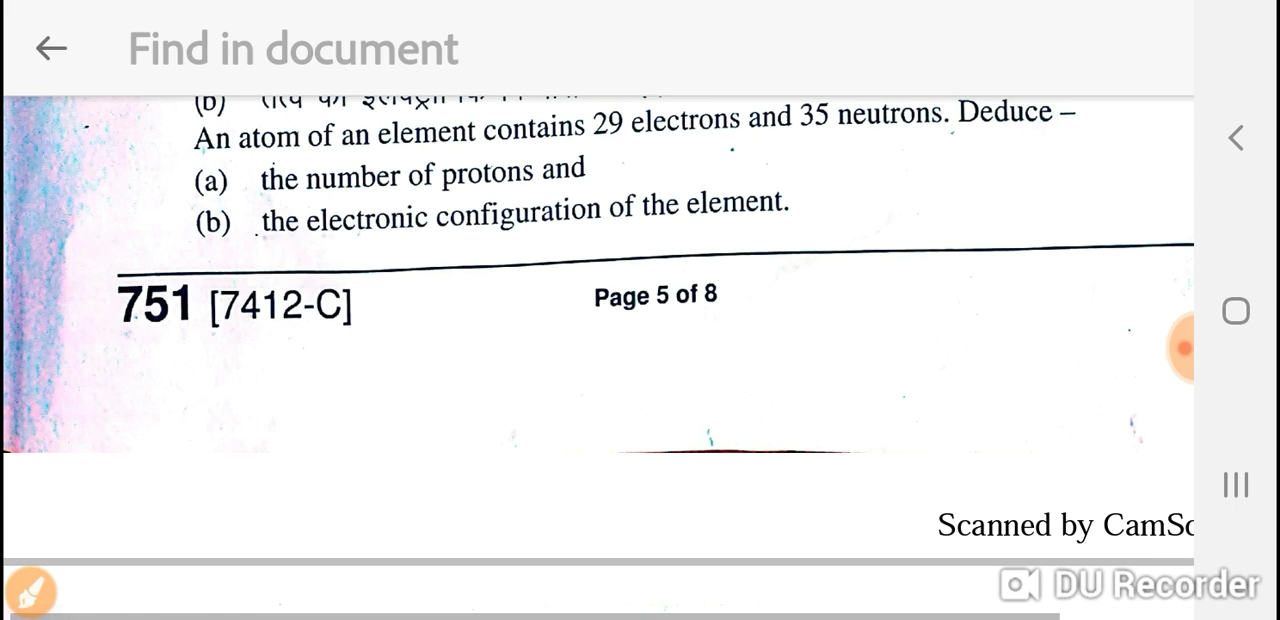 Find in document
(b)
An atom of an element contains 29 electrons and 35 neutrons. Deduce –
(a) the number of protons and
(b) the electronic configuration of the element.
751 [7412-C]
Page 5 of 8
Scanned by CamSc
DU Recorder